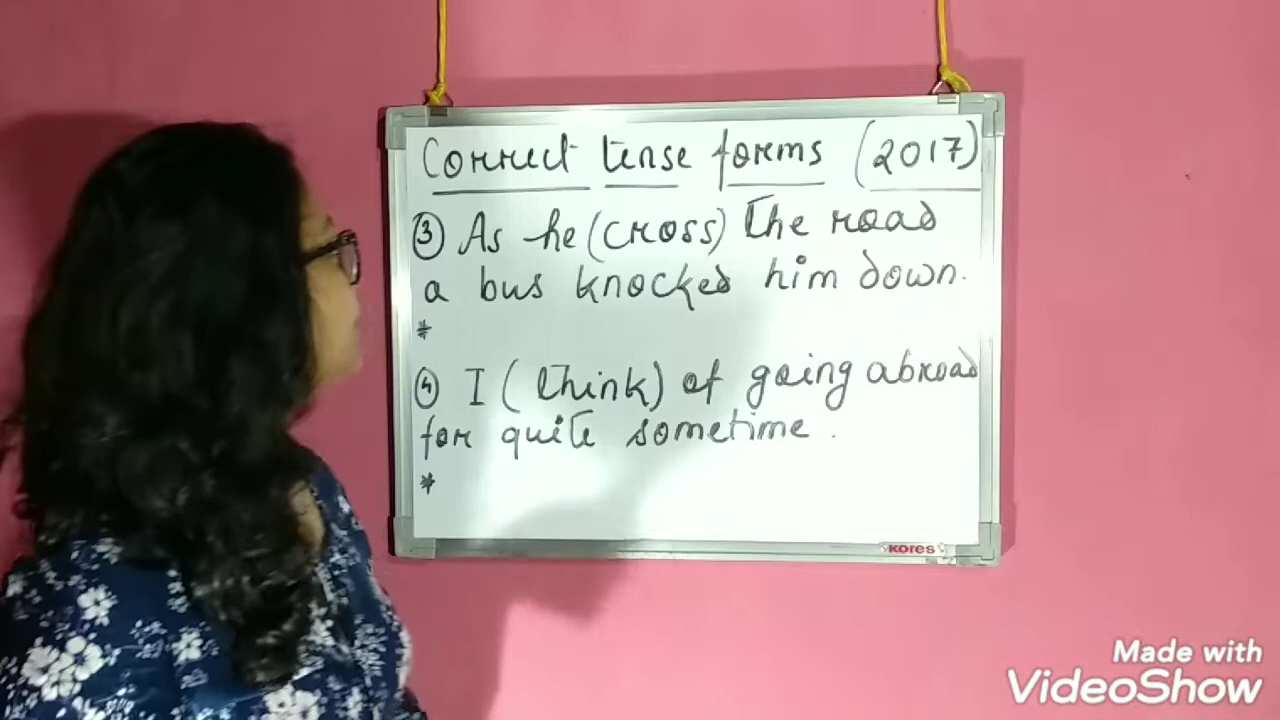 Correct tense forms (2017)
③ As he (cross) the road
a bus knocked him down.
*
④ I (think) of going abroad
for quite sometime.
*
KORES
Made with
VideoShow